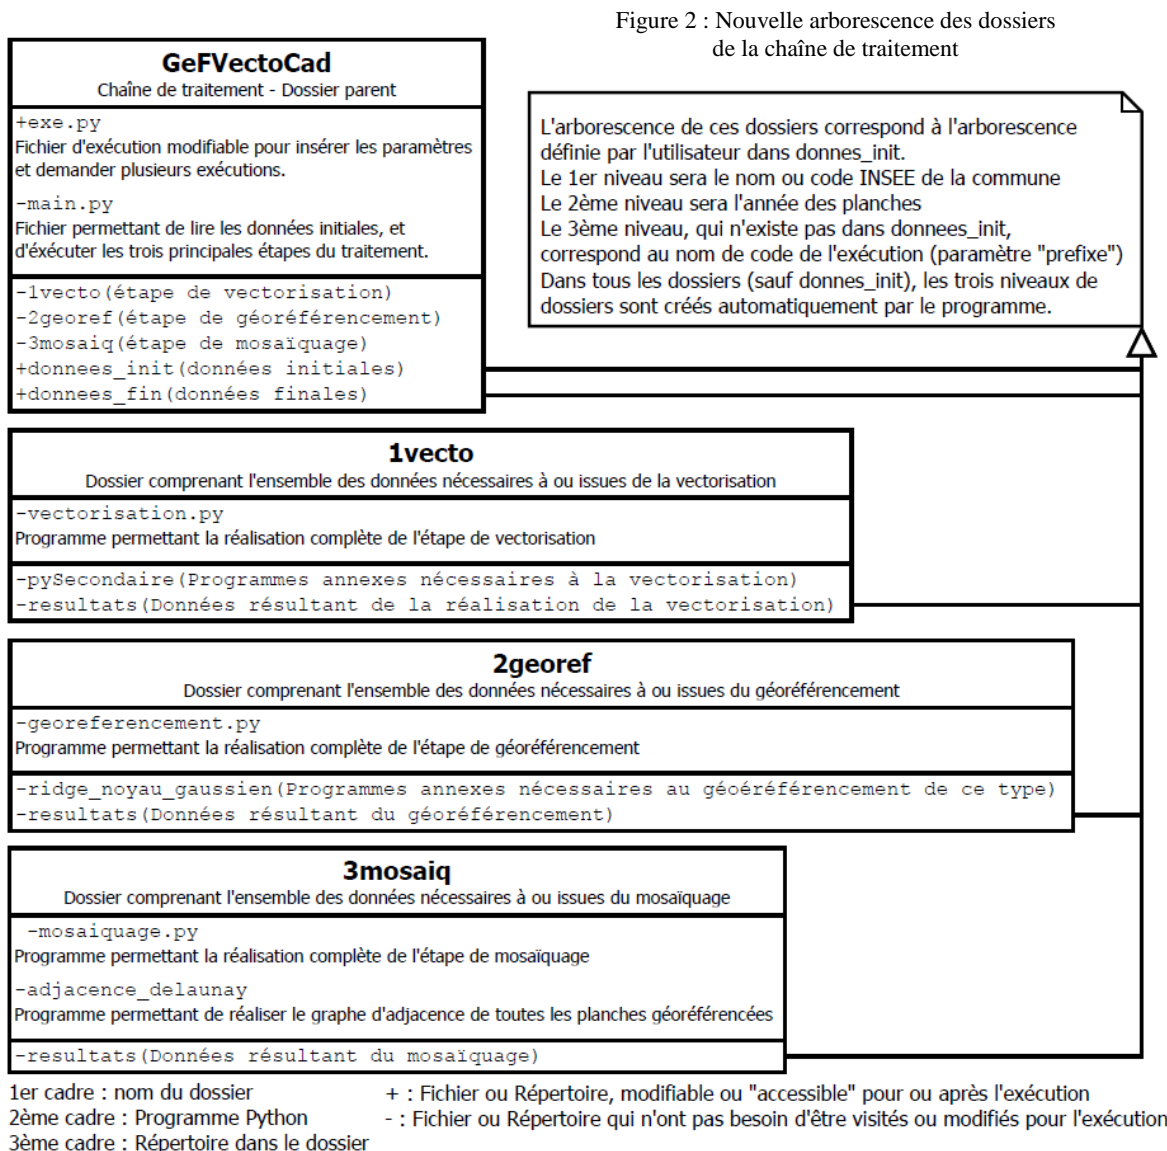 Figure 2 : Nouvelle arborescence des dossiers
de la chaîne de traitement
GeFVectoCad
Chaîne de traitement - Dossier parent
+exe.py
Fichier d'exécution modifiable pour insérer les paramètres
et demander plusieurs exécutions.
-main.py
Fichier permettant de lire les données initiales, et
d'éxécuter les trois principales étapes du traitement.
-1vecto(étape de vectorisation)
-2georef(étape de géoréférencement)
-3mosaiq(étape de mosaïquage)
+donnees_init(données initiales)
+donnees_fin(données finales)
L'arborescence de ces dossiers correspond à l'arborescence
définie par l'utilisateur dans donnes_init.
Le 1er niveau sera le nom ou code INSEE de la commune
Le 2ème niveau sera l'année des planches
Le 3ème niveau, qui n'existe pas dans donnees_init,
correspond au nom de code de l'exécution (paramètre "prefixe")
Dans tous les dossiers (sauf donnes_init), les trois niveaux de
dossiers sont créés automatiquement par le programme.
1vecto
Dossier comprenant l'ensemble des données nécessaires à ou issues de la vectorisation
-vectorisation.py
Programme permettant la réalisation complète de l'étape de vectorisation
-pySecondaire(Programmes annexes nécessaires à la vectorisation)
-resultats(Données résultant de la réalisation de la vectorisation)
2georef
Dossier comprenant l'ensemble des données nécessaires à ou issues du géoréférencement
-georeferencement.py
Programme permettant la réalisation complète de l'étape de géoréférencement
-ridge_noyau_gaussien(Programmes annexes nécessaires au géoéréférencement de ce type)
-resultats(Données résultant du géoréférencement)
3mosaiq
Dossier comprenant l'ensemble des données nécessaires à ou issues du mosaïquage
-mosaiquage.py
Programme permettant la réalisation complète de l'étape de mosaïquage
-adjacence_delaunay
Programme permettant de réaliser le graphe d'adjacence de toutes les planches géoréférencées
-resultats(Données résultant du mosaïquage)
1er cadre : nom du dossier
2ème cadre : Programme Python
3ème cadre : Répertoire dans le dossier
+ : Fichier ou Répertoire, modifiable ou "accessible" pour ou après l'exécution
- : Fichier ou Répertoire qui n'ont pas besoin d'être visités ou modifiés pour l'exécution